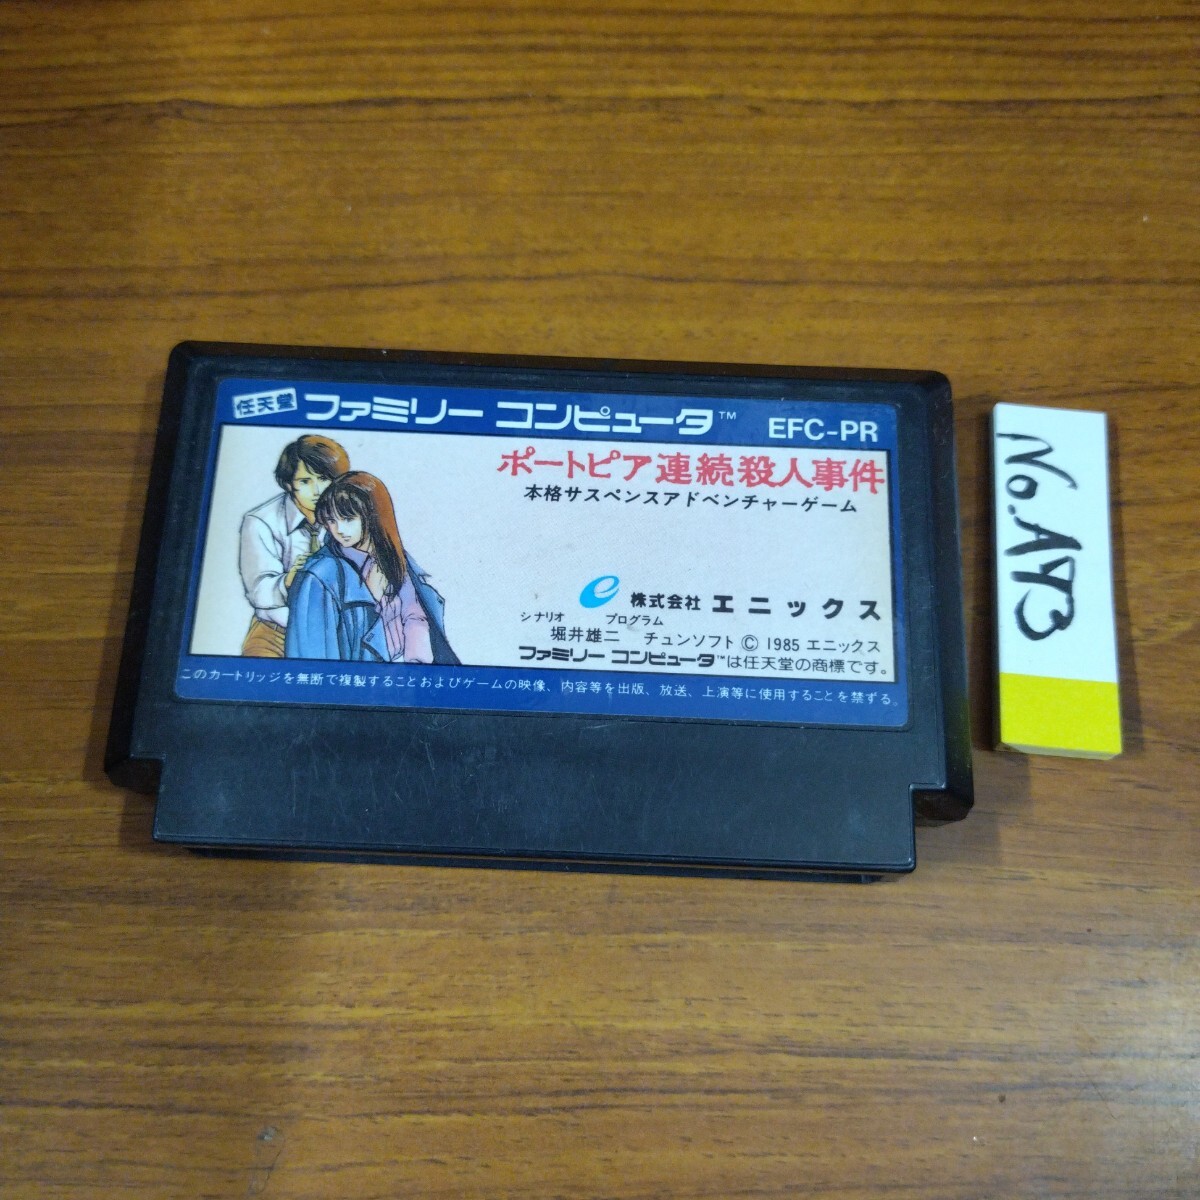 任天堂 ファミリー コンピュータ™ EFC-PR
ポートピア連続殺人事件
本格サスペンスアドベンチャーゲーム
e 株式会社 エニックス
シナリオ プログラム
堀井雄二 チュンソフト © 1985 エニックス
ファミリー コンピュータ™は任天堂の商標です。
このカートリッジを無断で複製することおよびゲームの映像、内容等を出版、放送、上演等に使用することを禁ずる。
No.A43